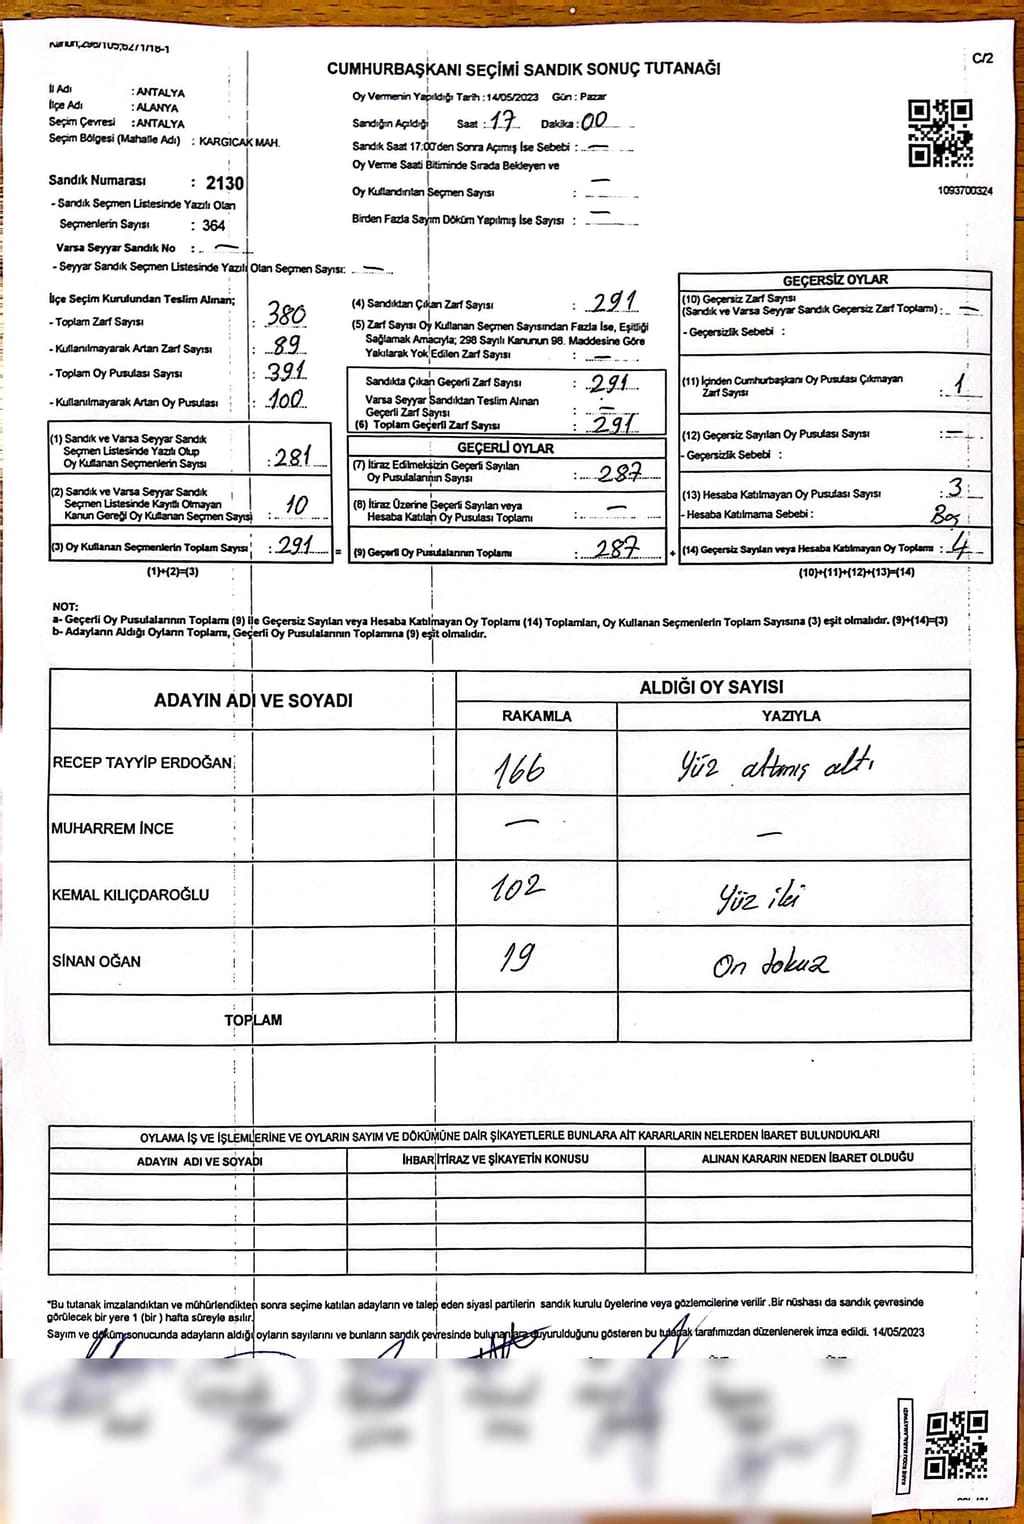 C/2
CUMHURBAŞKANI SEÇİMİ SANDIK SONUÇ TUTANAĞI
İl Adı : ANTALYA
İlçe Adı : ALANYA
Seçim Çevresi : ANTALYA
Seçim Bölgesi (Mahalle Adı) : KARGICAK MAH.
Sandık Numarası : 2130
- Sandık Seçmen Listesinde Yazılı Olan
Seçmenlerin Sayısı : 364
Varsa Seyyar Sandık No : —
- Seyyar Sandık Seçmen Listesinde Yazılı Olan Seçmen Sayısı: —
Oy Vermenin Yapıldığı Tarih : 14/05/2023 Gün : Pazar
Sandığın Açıldığı Saat : 17 Dakika : 00
Sandık Saat 17:00'den Sonra Açmış İse Sebebi : —
Oy Verme Saati Bitiminde Sırada Bekleyen ve
Oy Kullandırılan Seçmen Sayısı : —
Birden Fazla Sayım Döküm Yapılmış İse Sayısı : —
1093700324
İlçe Seçim Kurulundan Teslim Alınan;
- Toplam Zarf Sayısı : 380
- Kullanılmayarak Artan Zarf Sayısı : 89
- Toplam Oy Pusulası Sayısı : 391
- Kullanılmayarak Artan Oy Pusulası : 100
(1) Sandık ve Varsa Seyyar Sandık
Seçmen Listesinde Yazılı Olup
Oy Kullanan Seçmenlerin Sayısı : 281
(2) Sandık ve Varsa Seyyar Sandık
Seçmen Listesinde Kayıtlı Olmayan
Kanun Gereği Oy Kullanan Seçmen Sayısı : 10
(3) Oy Kullanan Seçmenlerin Toplam Sayısı : 291
(1)+(2)=(3)
(4) Sandıktan Çıkan Zarf Sayısı : 291
(5) Zarf Sayısı Oy Kullanan Seçmen Sayısından Fazla İse, Eşitliği
Sağlamak Amacıyla; 298 Sayılı Kanunun 98. Maddesine Göre
Yakılarak Yok Edilen Zarf Sayısı : —
Sandıkta Çıkan Geçerli Zarf Sayısı : 291
Varsa Seyyar Sandıktan Teslim Alınan
Geçerli Zarf Sayısı : —
(6) Toplam Geçerli Zarf Sayısı : 291
GEÇERLİ OYLAR
(7) İtiraz Edilmeksizin Geçerli Sayılan
Oy Pusulalarının Sayısı : 287
(8) İtiraz Üzerine Geçerli Sayılan veya
Hesaba Katılan Oy Pusulası Toplamı : —
= (9) Geçerli Oy Pusulalarının Toplamı : 287
GEÇERSİZ OYLAR
(10) Geçersiz Zarf Sayısı
(Sandık ve Varsa Seyyar Sandık Geçersiz Zarf Toplamı) : —
- Geçersizlik Sebebi :
(11) İçinden Cumhurbaşkanı Oy Pusulası Çıkmayan
Zarf Sayısı : 1
(12) Geçersiz Sayılan Oy Pusulası Sayısı : —
- Geçersizlik Sebebi :
(13) Hesaba Katılmayan Oy Pusulası Sayısı : 3
- Hesaba Katılmama Sebebi : Boş
+ (14) Geçersiz Sayılan veya Hesaba Katılmayan Oy Toplamı : 4
(10)+(11)+(12)+(13)=(14)
NOT:
a- Geçerli Oy Pusulalarının Toplamı (9) ile Geçersiz Sayılan veya Hesaba Katılmayan Oy Toplamı (14) Toplamları, Oy Kullanan Seçmenlerin Toplam Sayısına (3) eşit olmalıdır. (9)+(14)=(3)
b- Adayların Aldığı Oyların Toplamı, Geçerli Oy Pusulalarının Toplamına (9) eşit olmalıdır.
ADAYIN ADI VE SOYADI ALDIĞI OY SAYISI
RAKAMLA YAZIYLA
RECEP TAYYİP ERDOĞAN 166 Yüz altmış altı
MUHARREM İNCE — —
KEMAL KILIÇDAROĞLU 102 Yüz iki
SİNAN OĞAN 19 On dokuz
TOPLAM
OYLAMA İŞ VE İŞLEMLERİNE VE OYLARIN SAYIM VE DÖKÜMÜNE DAİR ŞİKAYETLERLE BUNLARA AİT KARARLARIN NELERDEN İBARET BULUNDUKLARI
ADAYIN ADI VE SOYADI İHBAR İTİRAZ VE ŞİKAYETİN KONUSU ALINAN KARARIN NEDEN İBARET OLDUĞU
*Bu tutanak imzalandıktan ve mühürlendikten sonra seçime katılan adayların ve talep eden siyasi partilerin sandık kurulu üyelerine veya gözlemcilerine verilir .Bir nüshası da sandık çevresinde
görülecek bir yere 1 (bir ) hafta süreyle asılır.
Sayım ve döküm sonucunda adayların aldığı oyların sayılarını ve bunların sandık çevresinde bulunanlara duyurulduğunu gösteren bu tutanak tarafımızdan düzenlenerek imza edildi. 14/05/2023
KARE KODU KARALAMAYINIZ!